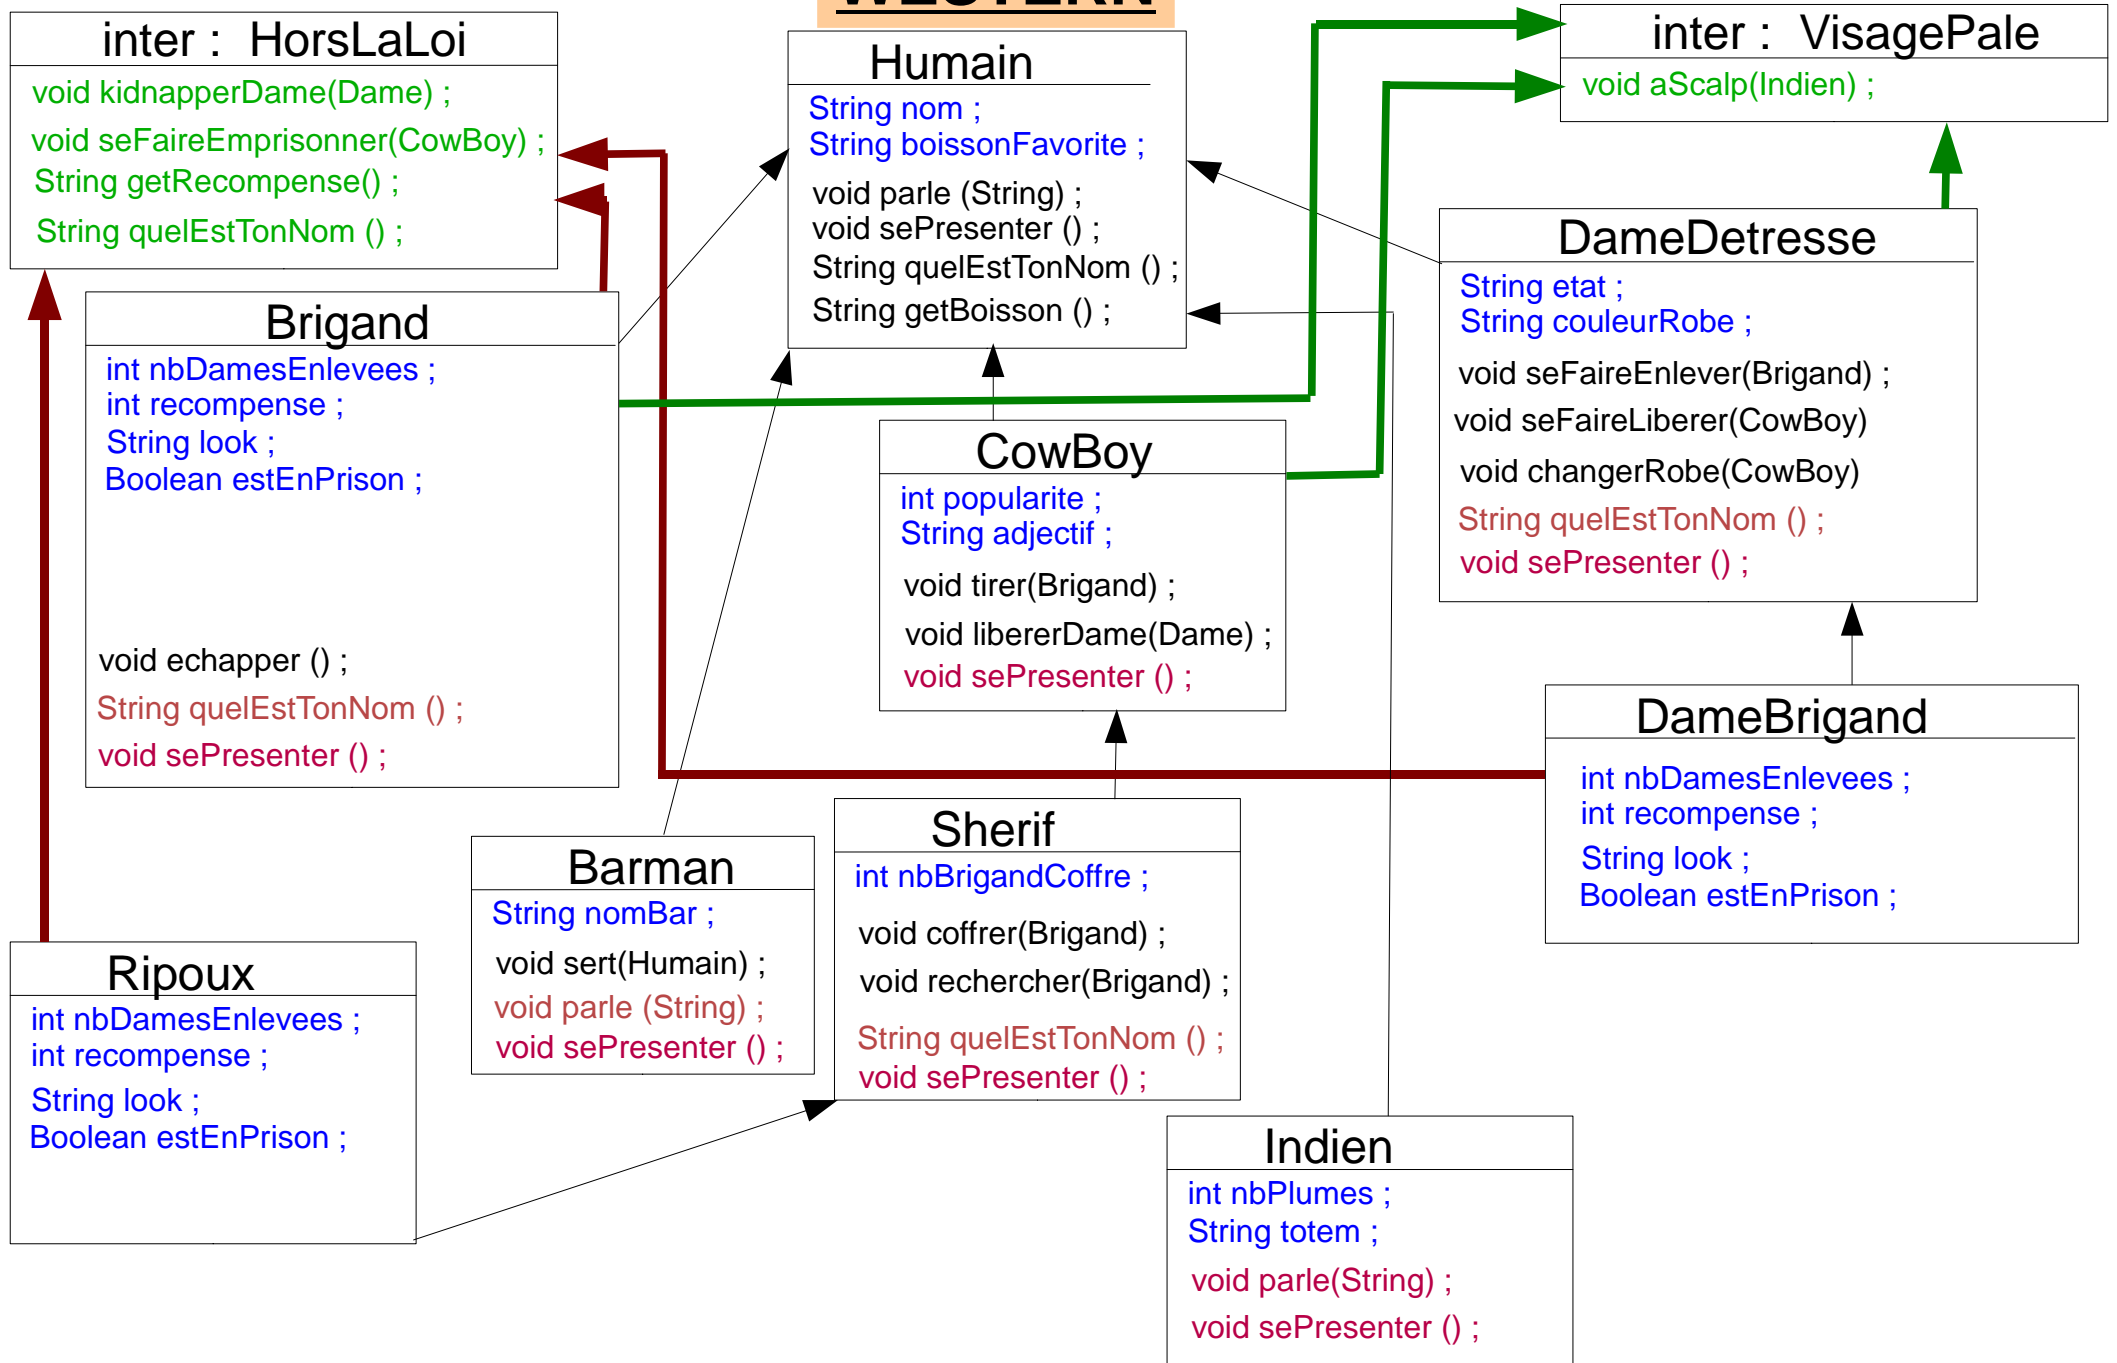 WESTERN
inter : HorsLaLoi
void kidnapperDame(Dame) ;
void seFaireEmprisonner(CowBoy) ;
String getRecompense() ;
String quelEstTonNom () ;
Humain
String nom ;
String boissonFavorite ;
void parle (String) ;
void sePresenter () ;
String quelEstTonNom () ;
String getBoisson () ;
inter : VisagePale
void aScalp(Indien) ;
Brigand
int nbDamesEnlevees ;
int recompense ;
String look ;
Boolean estEnPrison ;
void echapper () ;
String quelEstTonNom () ;
void sePresenter () ;
CowBoy
int popularite ;
String adjectif ;
void tirer(Brigand) ;
void libererDame(Dame) ;
void sePresenter () ;
DameDetresse
String etat ;
String couleurRobe ;
void seFaireEnlever(Brigand) ;
void seFaireLiberer(CowBoy)
void changerRobe(CowBoy)
String quelEstTonNom () ;
void sePresenter () ;
DameBrigand
int nbDamesEnlevees ;
int recompense ;
String look ;
Boolean estEnPrison ;
Ripoux
int nbDamesEnlevees ;
int recompense ;
String look ;
Boolean estEnPrison ;
Barman
String nomBar ;
void sert(Humain) ;
void parle (String) ;
void sePresenter () ;
Sherif
int nbBrigandCoffre ;
void coffrer(Brigand) ;
void rechercher(Brigand) ;
String quelEstTonNom () ;
void sePresenter () ;
Indien
int nbPlumes ;
String totem ;
void parle(String) ;
void sePresenter () ;